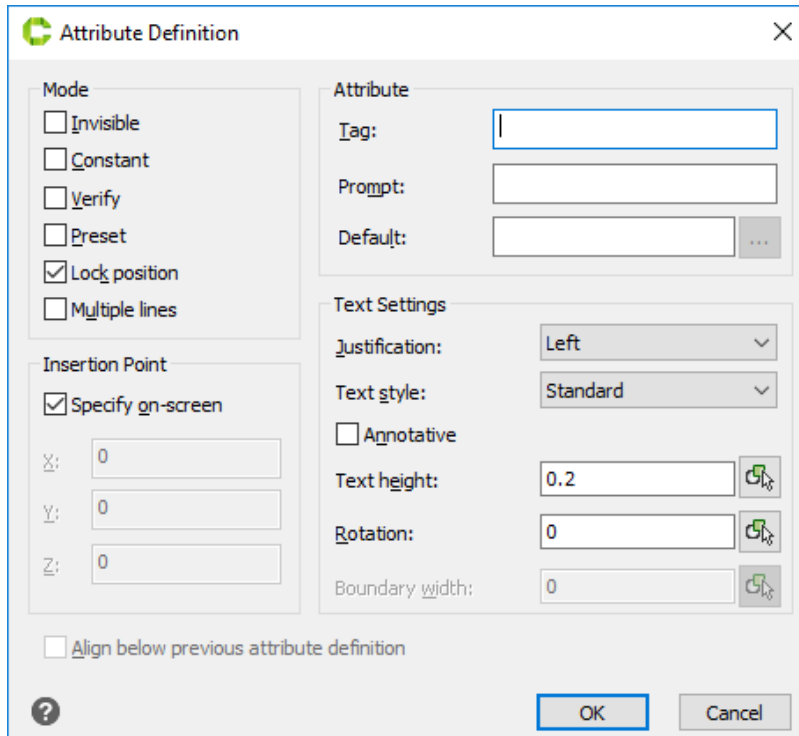 Attribute Definition
Mode
Invisible
Constant
Verify
Preset
Lock position
Multiple lines
Insertion Point
Specify on-screen
X: 0
Y: 0
Z: 0
Attribute
Tag:
Prompt:
Default: ...
Text Settings
Justification: Left
Text style: Standard
Annotative
Text height: 0.2
Rotation: 0
Boundary width: 0
Align below previous attribute definition
? OK Cancel